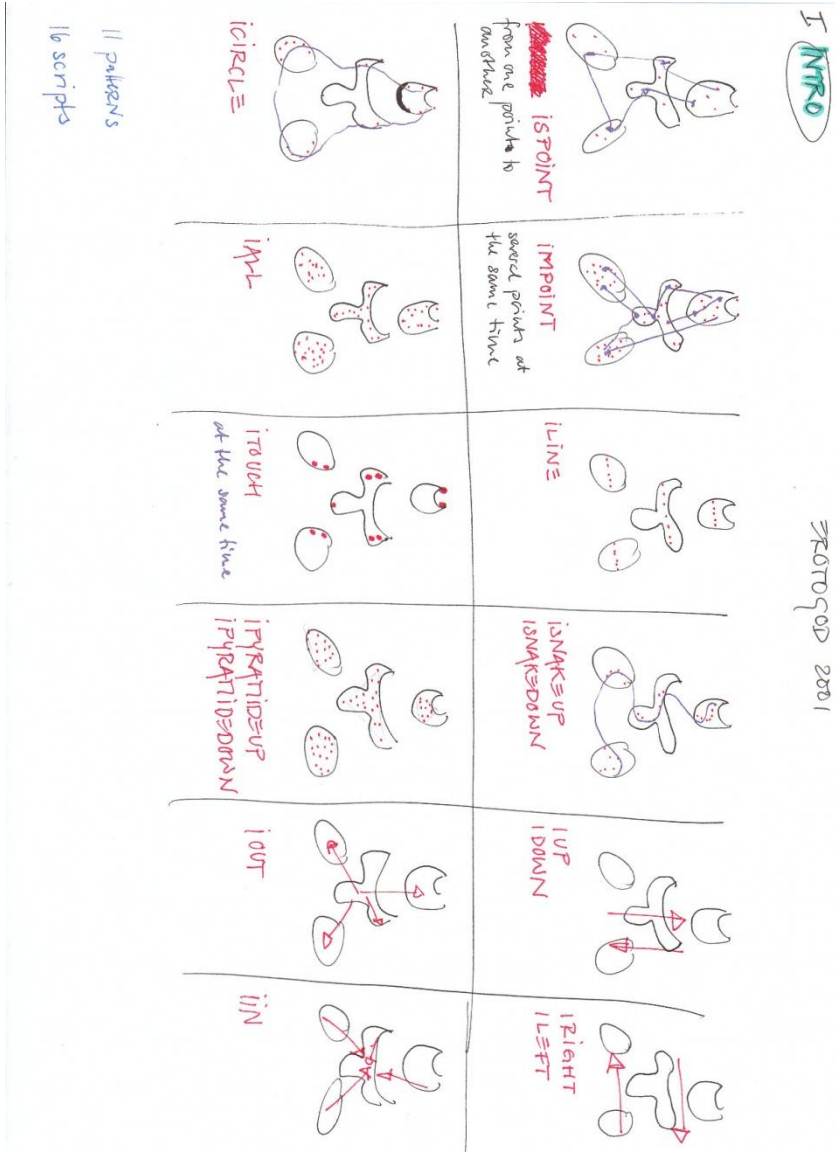 I INTRO
EROTOGOD 2001
iSPOINT
from one point to
another
iMPOINT
several points at
the same time
iLINE
iSNAKEUP
iSNAKEDOWN
iUP
iDOWN
iRIGHT
iLEFT
iCIRCLE
iALL
iTOUCH
at the same time
iPYRAMIDEUP
iPYRAMIDEDOWN
iOUT
iIN
11 patterns
16 scripts